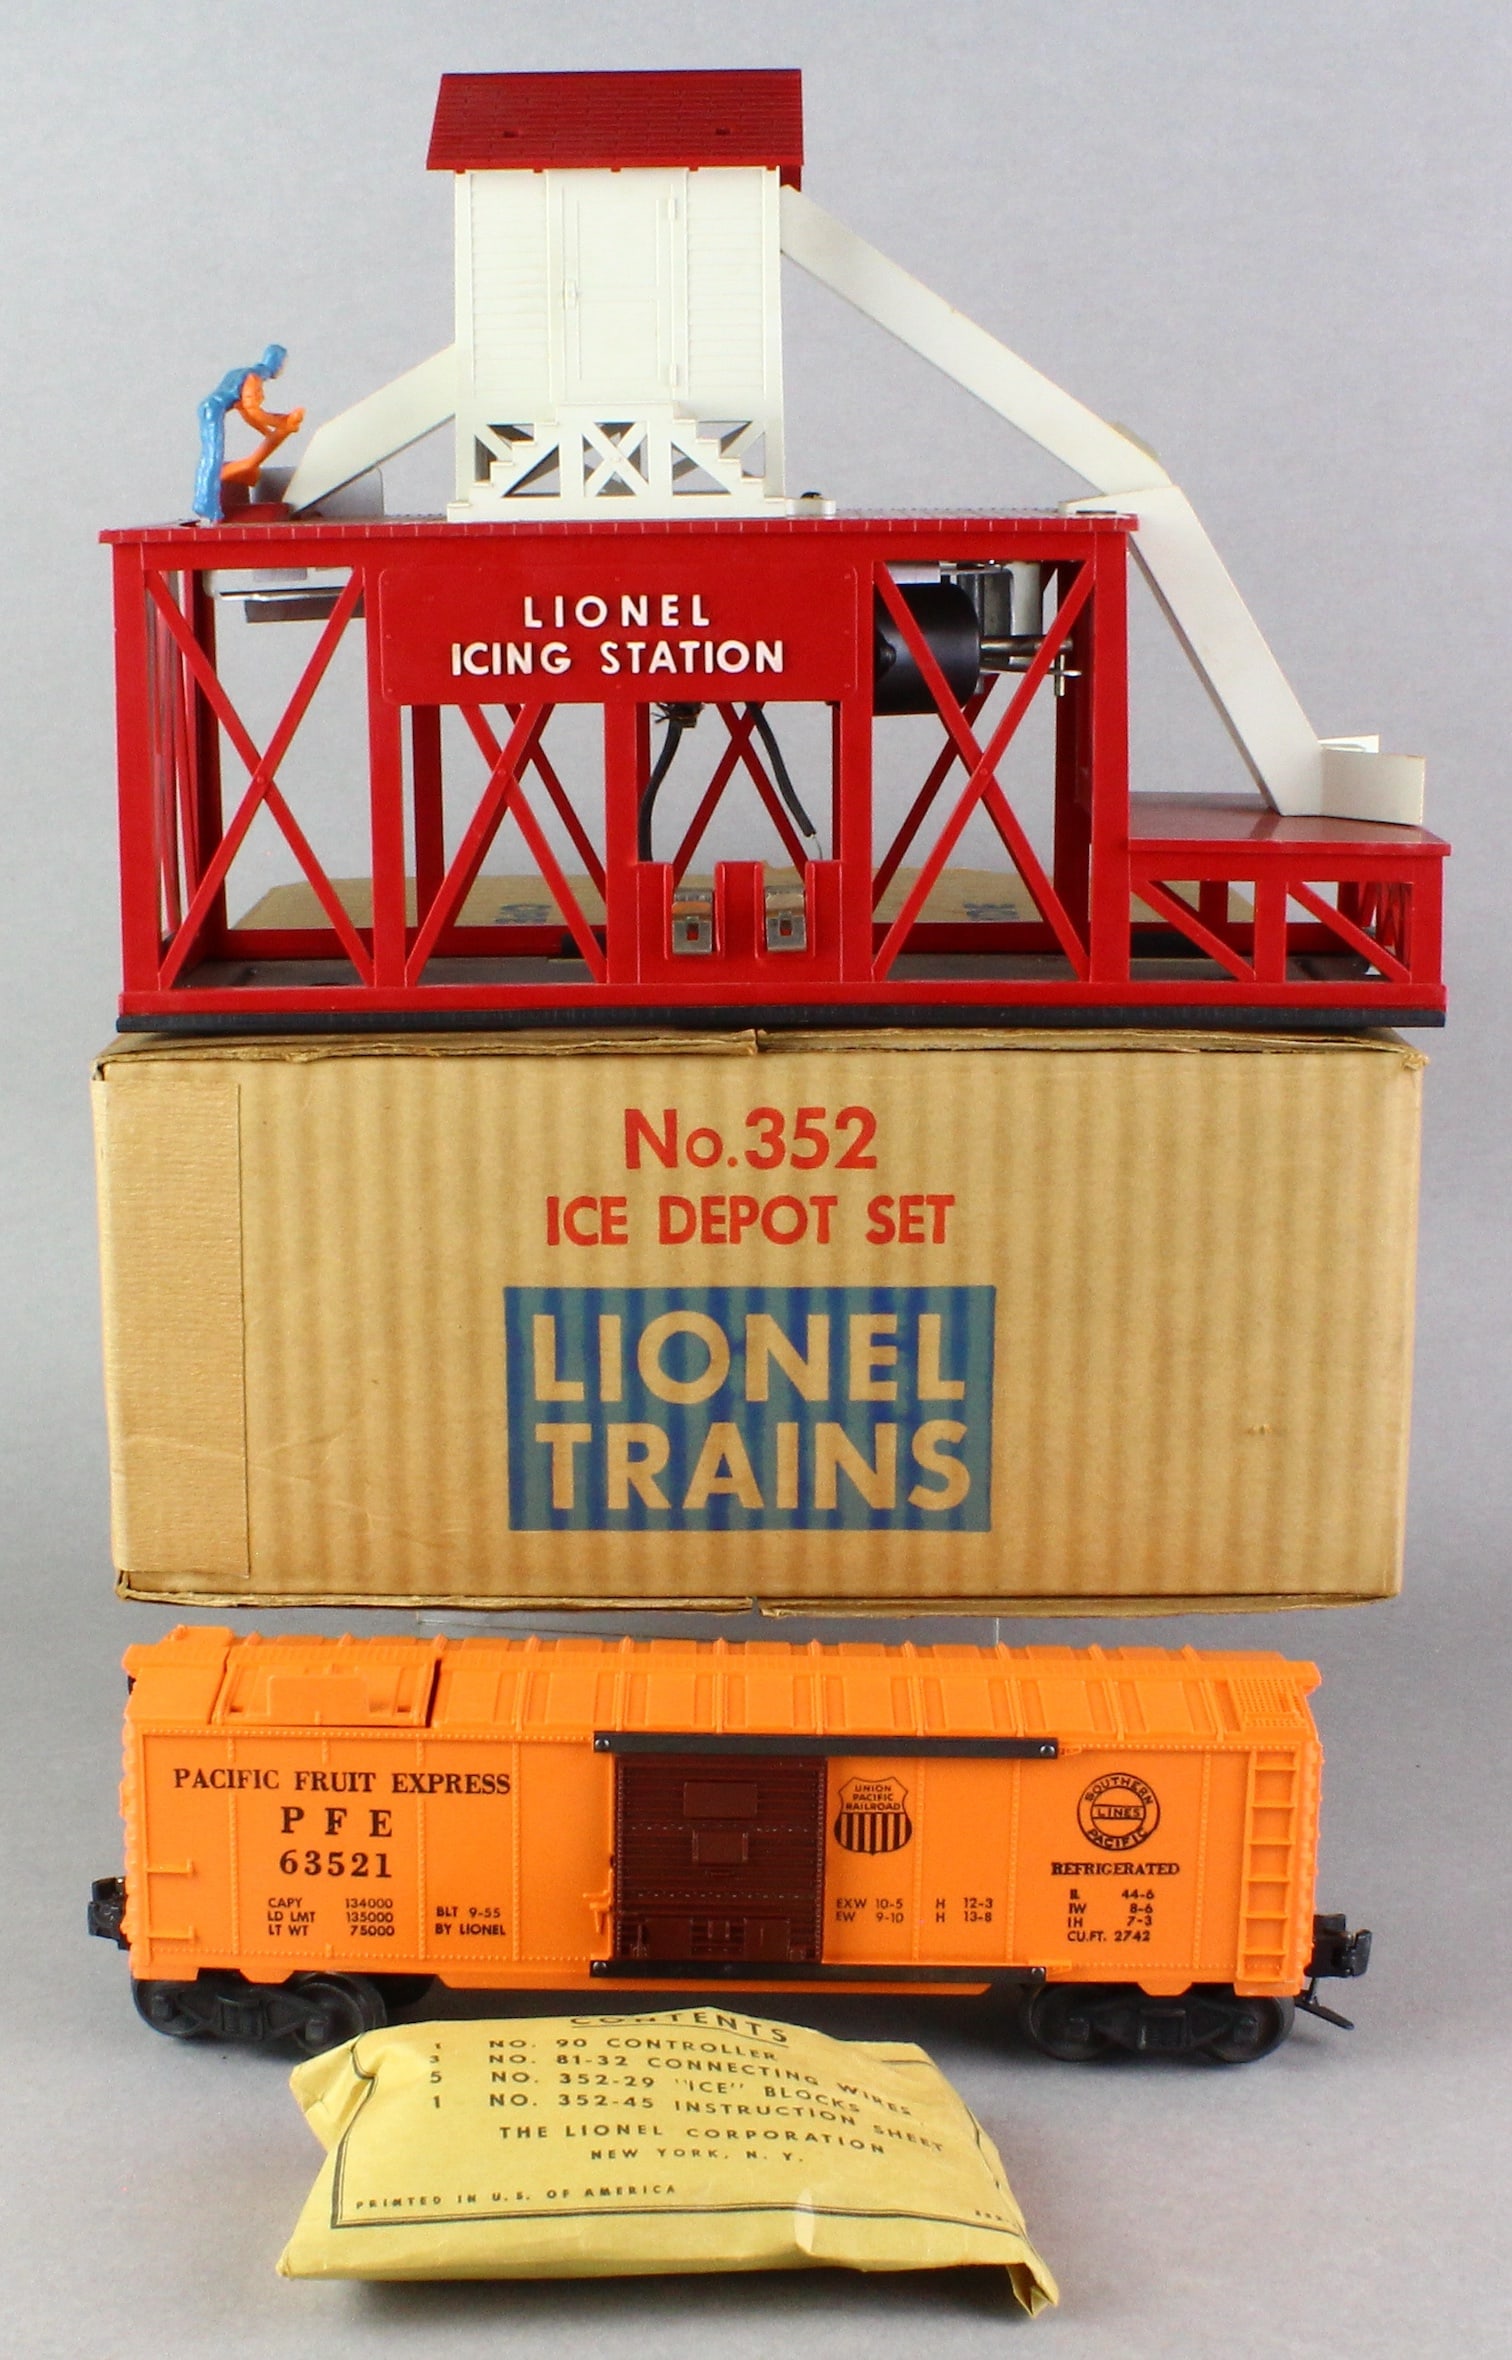 LIONEL
ICING STATION
No. 352
ICE DEPOT SET
LIONEL
TRAINS
PACIFIC FRUIT EXPRESS
PFE
63521
CAPY 134000
LD LMT 135000
LT WT 75000
BLT 9-55
BY LIONEL
UNION
PACIFIC
RAILROAD
EXW 10-5 H 12-3
EW 9-10 H 13-8
SOUTHERN
LINES
PACIFIC
REFRIGERATED
IL 44-6
IW 8-6
IH 7-3
CU.FT. 2742
CONTENTS
1 NO. 90 CONTROLLER
3 NO. 81-32 CONNECTING WIRES
5 NO. 352-29 "ICE" BLOCKS
1 NO. 352-45 INSTRUCTION SHEET
THE LIONEL CORPORATION
NEW YORK, N. Y.
PRINTED IN U. S. OF AMERICA